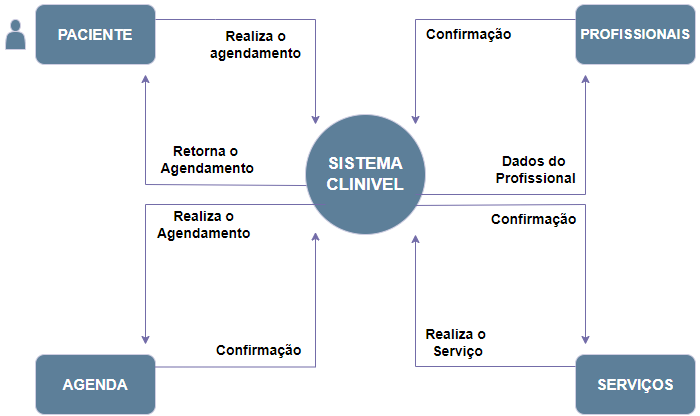 PACIENTE
Realiza o
agendamento
Confirmação
PROFISSIONAIS
Retorna o
Agendamento
SISTEMA
CLINIVEL
Dados do
Profissional
Realiza o
Agendamento
Confirmação
Confirmação
Realiza o
Serviço
AGENDA
SERVIÇOS